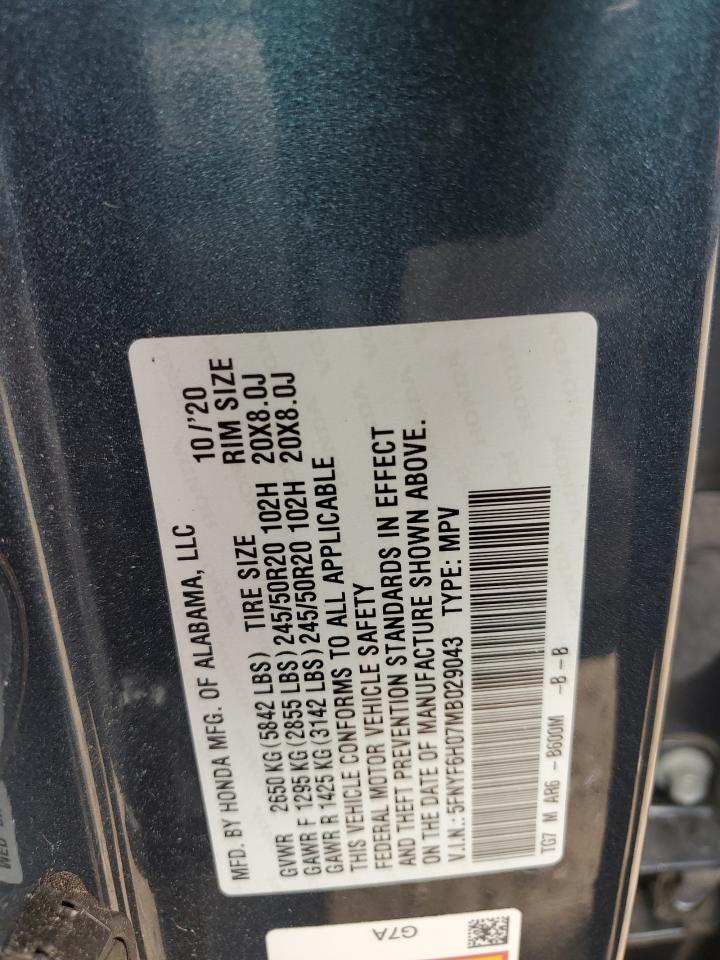 MFD. BY HONDA MFG. OF ALABAMA, LLC 10/'20
TIRE SIZE RIM SIZE
GVWR 2650 KG (5842 LBS)
GAWR F 1295 KG (2855 LBS) 245/50R20 102H 20X8.0J
GAWR R 1425 KG (3142 LBS) 245/50R20 102H 20X8.0J
THIS VEHICLE CONFORMS TO ALL APPLICABLE
FEDERAL MOTOR VEHICLE SAFETY
AND THEFT PREVENTION STANDARDS IN EFFECT
ON THE DATE OF MANUFACTURE SHOWN ABOVE.
V.I.N.: 5FNYF6H07MB029043 TYPE: MPV
TG7 M AR6 -B600M -B -B
G7A
WED